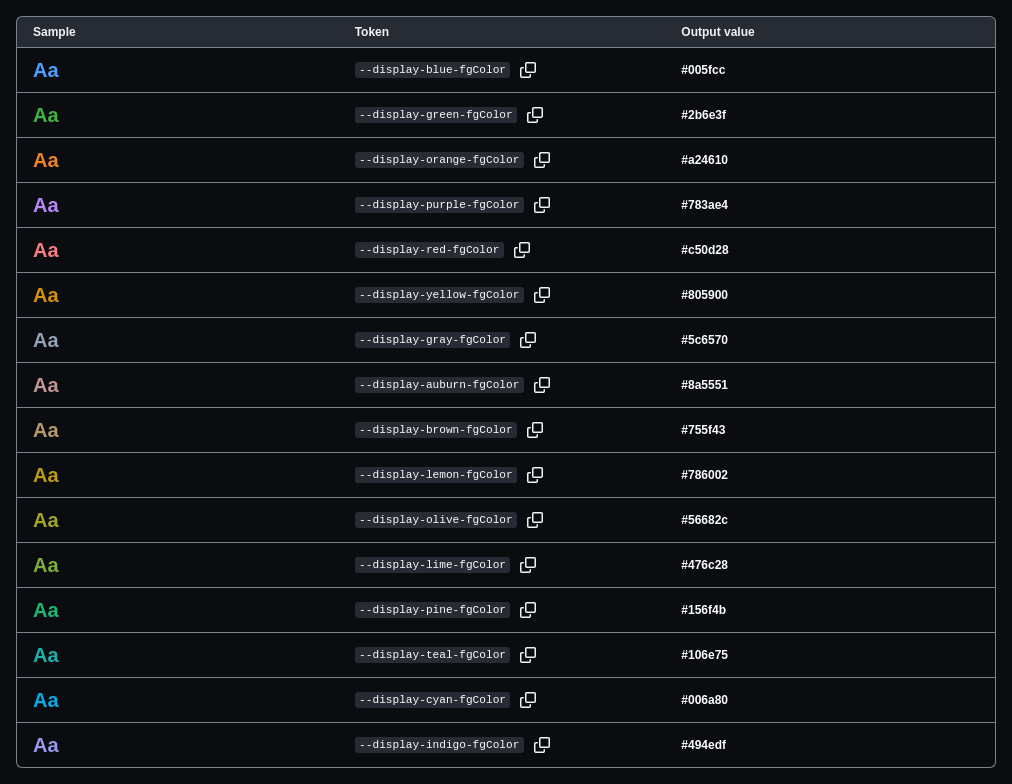 Sample Token Output value
Aa --display-blue-fgColor #005fcc
Aa --display-green-fgColor #2b6e3f
Aa --display-orange-fgColor #a24610
Aa --display-purple-fgColor #783ae4
Aa --display-red-fgColor #c50d28
Aa --display-yellow-fgColor #805900
Aa --display-gray-fgColor #5c6570
Aa --display-auburn-fgColor #8a5551
Aa --display-brown-fgColor #755f43
Aa --display-lemon-fgColor #786002
Aa --display-olive-fgColor #56682c
Aa --display-lime-fgColor #476c28
Aa --display-pine-fgColor #156f4b
Aa --display-teal-fgColor #106e75
Aa --display-cyan-fgColor #006a80
Aa --display-indigo-fgColor #494edf